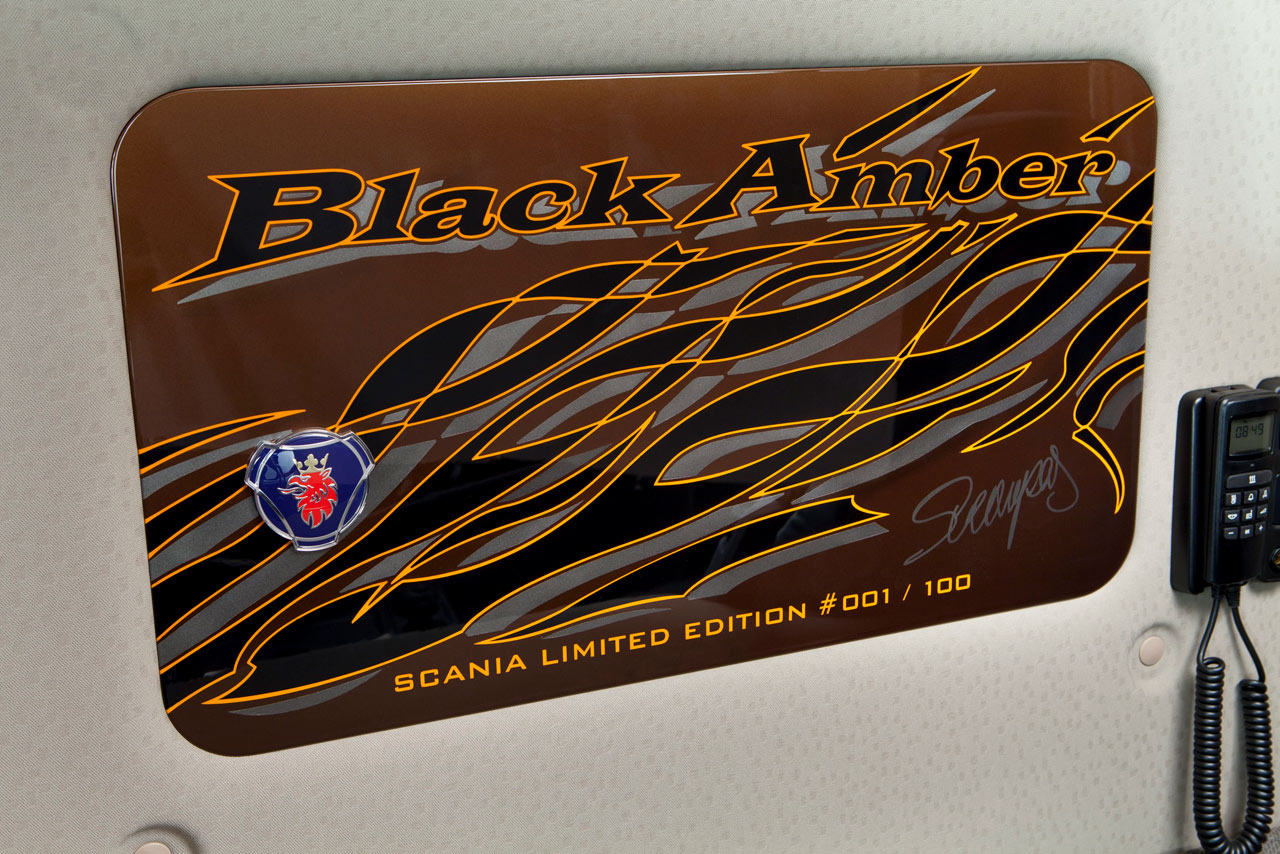 Black Amber
SCANIA LIMITED EDITION #001 / 100
08:49